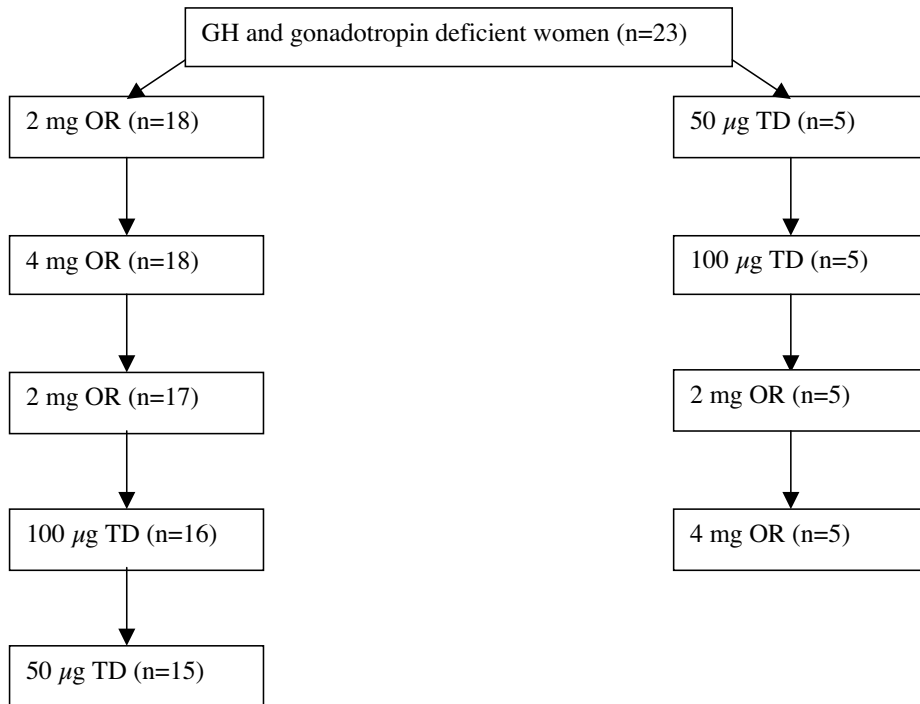 GH and gonadotropin deficient women (n=23)
2 mg OR (n=18)
50 µg TD (n=5)
4 mg OR (n=18)
100 µg TD (n=5)
2 mg OR (n=17)
2 mg OR (n=5)
100 µg TD (n=16)
4 mg OR (n=5)
50 µg TD (n=15)